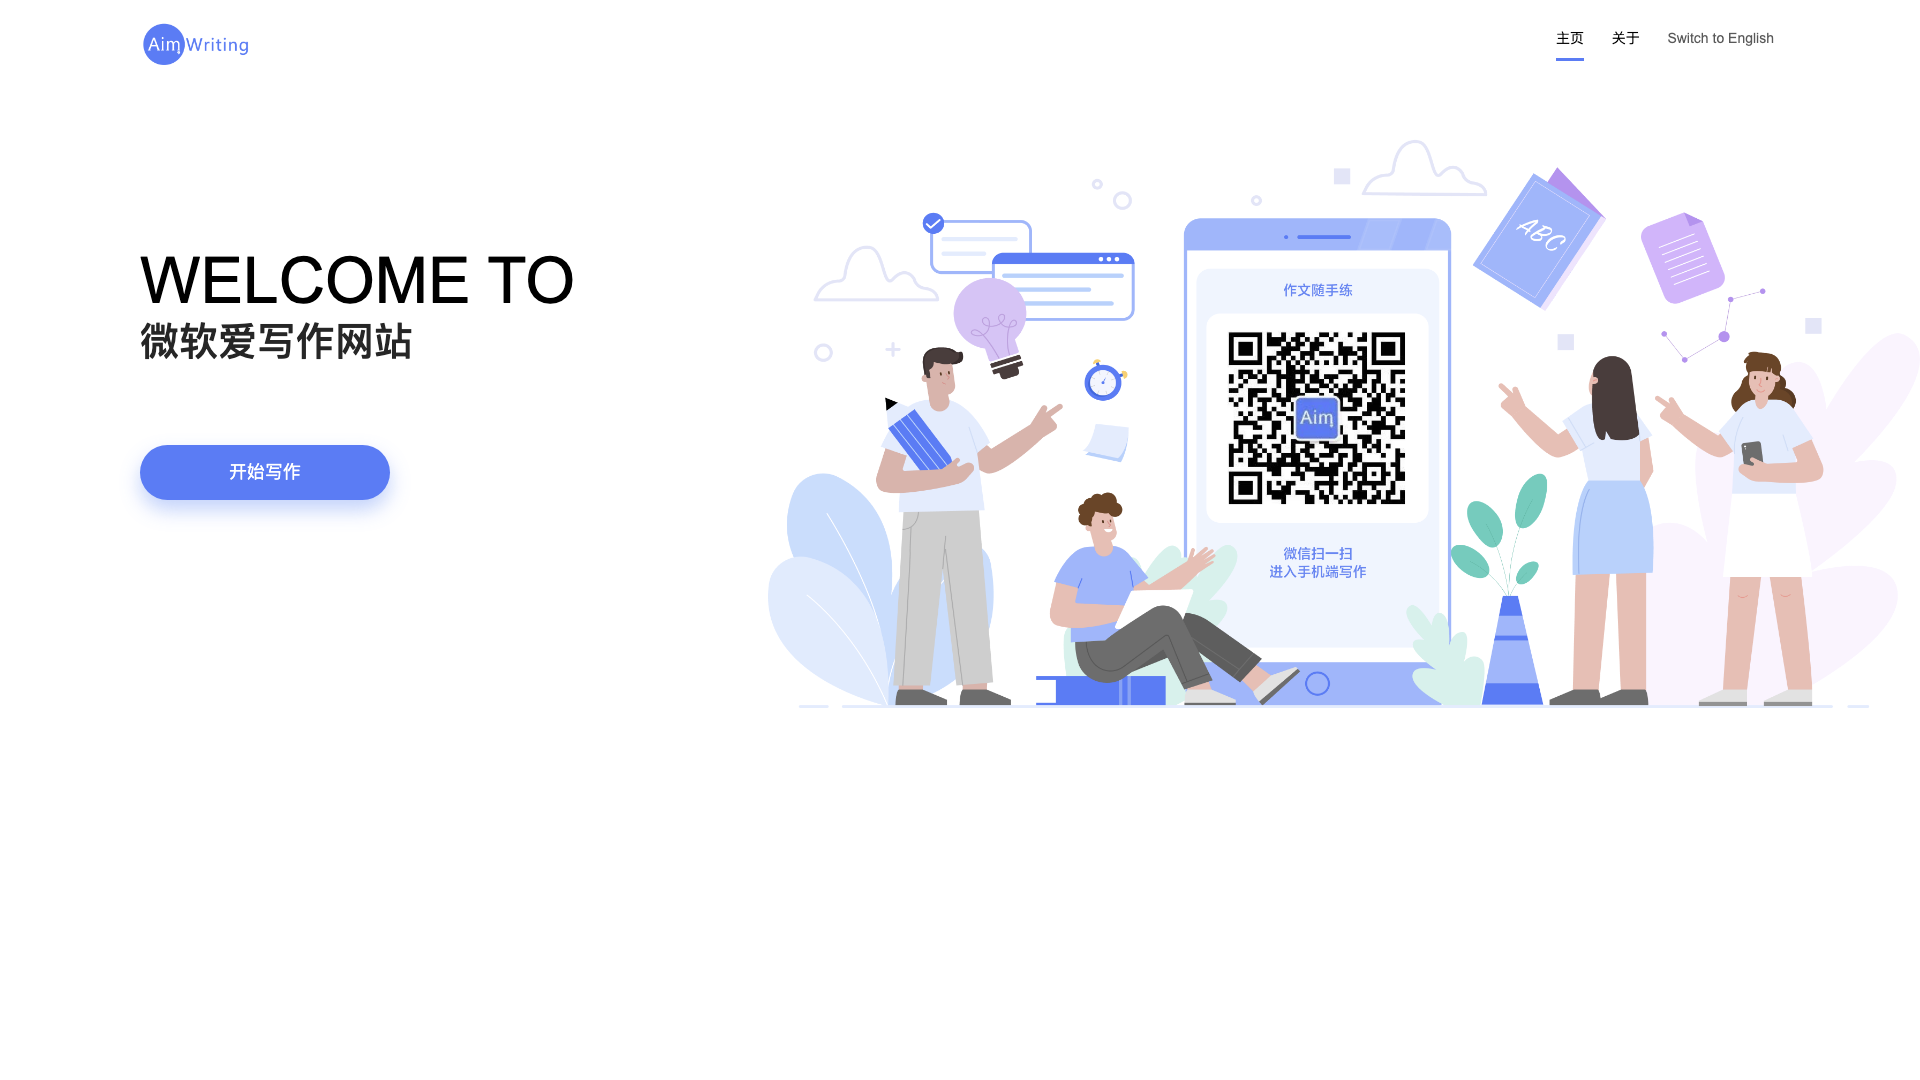 Aim Writing
主页 关于 Switch to English
WELCOME TO
微软爱写作网站
开始写作
ABC
作文随手练
Aim
微信扫一扫
进入手机端写作